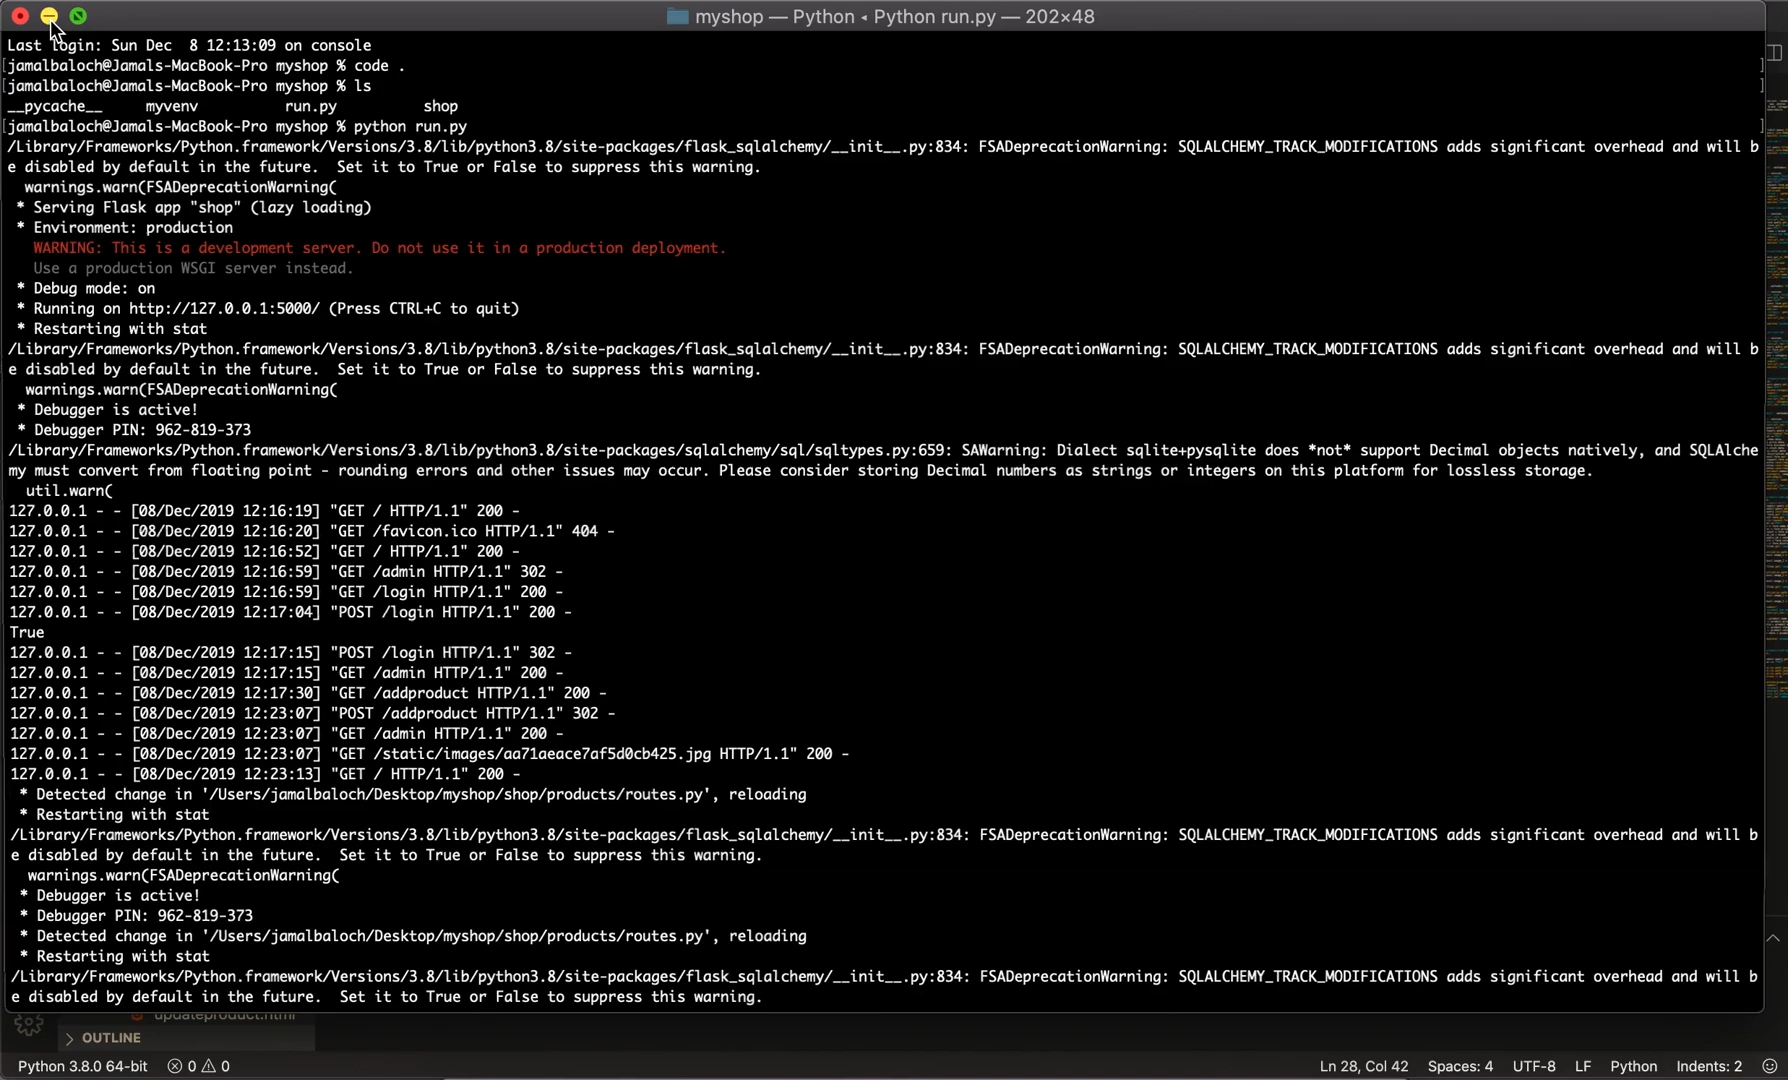 myshop — Python ◂ Python run.py — 202×48
Last login: Sun Dec  8 12:13:09 on console
[jamalbaloch@Jamals-MacBook-Pro myshop % code .                                        ]
[jamalbaloch@Jamals-MacBook-Pro myshop % ls                                            ]
__pycache__     myvenv          run.py          shop
[jamalbaloch@Jamals-MacBook-Pro myshop % python run.py                                 ]
/Library/Frameworks/Python.framework/Versions/3.8/lib/python3.8/site-packages/flask_sqlalchemy/__init__.py:834: FSADeprecationWarning: SQLALCHEMY_TRACK_MODIFICATIONS adds significant overhead and will b
e disabled by default in the future.  Set it to True or False to suppress this warning.
  warnings.warn(FSADeprecationWarning(
 * Serving Flask app "shop" (lazy loading)
 * Environment: production
   WARNING: This is a development server. Do not use it in a production deployment.
   Use a production WSGI server instead.
 * Debug mode: on
 * Running on http://127.0.0.1:5000/ (Press CTRL+C to quit)
 * Restarting with stat
/Library/Frameworks/Python.framework/Versions/3.8/lib/python3.8/site-packages/flask_sqlalchemy/__init__.py:834: FSADeprecationWarning: SQLALCHEMY_TRACK_MODIFICATIONS adds significant overhead and will b
e disabled by default in the future.  Set it to True or False to suppress this warning.
  warnings.warn(FSADeprecationWarning(
 * Debugger is active!
 * Debugger PIN: 962-819-373
/Library/Frameworks/Python.framework/Versions/3.8/lib/python3.8/site-packages/sqlalchemy/sql/sqltypes.py:659: SAWarning: Dialect sqlite+pysqlite does *not* support Decimal objects natively, and SQLAlche
my must convert from floating point - rounding errors and other issues may occur. Please consider storing Decimal numbers as strings or integers on this platform for lossless storage.
  util.warn(
127.0.0.1 - - [08/Dec/2019 12:16:19] "GET / HTTP/1.1" 200 -
127.0.0.1 - - [08/Dec/2019 12:16:20] "GET /favicon.ico HTTP/1.1" 404 -
127.0.0.1 - - [08/Dec/2019 12:16:52] "GET / HTTP/1.1" 200 -
127.0.0.1 - - [08/Dec/2019 12:16:59] "GET /admin HTTP/1.1" 302 -
127.0.0.1 - - [08/Dec/2019 12:16:59] "GET /login HTTP/1.1" 200 -
127.0.0.1 - - [08/Dec/2019 12:17:04] "POST /login HTTP/1.1" 200 -
True
127.0.0.1 - - [08/Dec/2019 12:17:15] "POST /login HTTP/1.1" 302 -
127.0.0.1 - - [08/Dec/2019 12:17:15] "GET /admin HTTP/1.1" 200 -
127.0.0.1 - - [08/Dec/2019 12:17:30] "GET /addproduct HTTP/1.1" 200 -
127.0.0.1 - - [08/Dec/2019 12:23:07] "POST /addproduct HTTP/1.1" 302 -
127.0.0.1 - - [08/Dec/2019 12:23:07] "GET /admin HTTP/1.1" 200 -
127.0.0.1 - - [08/Dec/2019 12:23:07] "GET /static/images/aa71aeace7af5d0cb425.jpg HTTP/1.1" 200 -
127.0.0.1 - - [08/Dec/2019 12:23:13] "GET / HTTP/1.1" 200 -
 * Detected change in '/Users/jamalbaloch/Desktop/myshop/shop/products/routes.py', reloading
 * Restarting with stat
/Library/Frameworks/Python.framework/Versions/3.8/lib/python3.8/site-packages/flask_sqlalchemy/__init__.py:834: FSADeprecationWarning: SQLALCHEMY_TRACK_MODIFICATIONS adds significant overhead and will b
e disabled by default in the future.  Set it to True or False to suppress this warning.
  warnings.warn(FSADeprecationWarning(
 * Debugger is active!
 * Debugger PIN: 962-819-373
 * Detected change in '/Users/jamalbaloch/Desktop/myshop/shop/products/routes.py', reloading
 * Restarting with stat
/Library/Frameworks/Python.framework/Versions/3.8/lib/python3.8/site-packages/flask_sqlalchemy/__init__.py:834: FSADeprecationWarning: SQLALCHEMY_TRACK_MODIFICATIONS adds significant overhead and will b
e disabled by default in the future.  Set it to True or False to suppress this warning.
updateproduct.html
OUTLINE
Python 3.8.0 64-bit 0 0 Ln 28, Col 42 Spaces: 4 UTF-8 LF Python Indents: 2